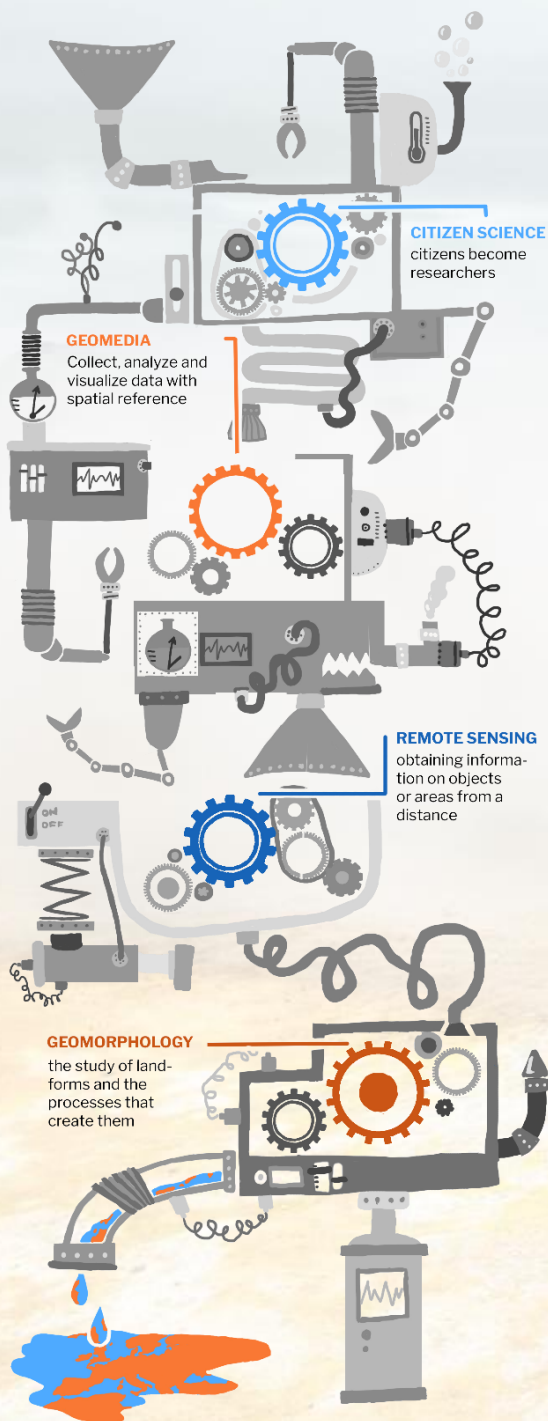 CITIZEN SCIENCE
citizens become
researchers
GEOMEDIA
Collect, analyze and
visualize data with
spatial reference
REMOTE SENSING
obtaining informa-
tion on objects
or areas from a
distance
ON
OFF
GEOMORPHOLOGY
the study of land-
forms and the
processes that
create them